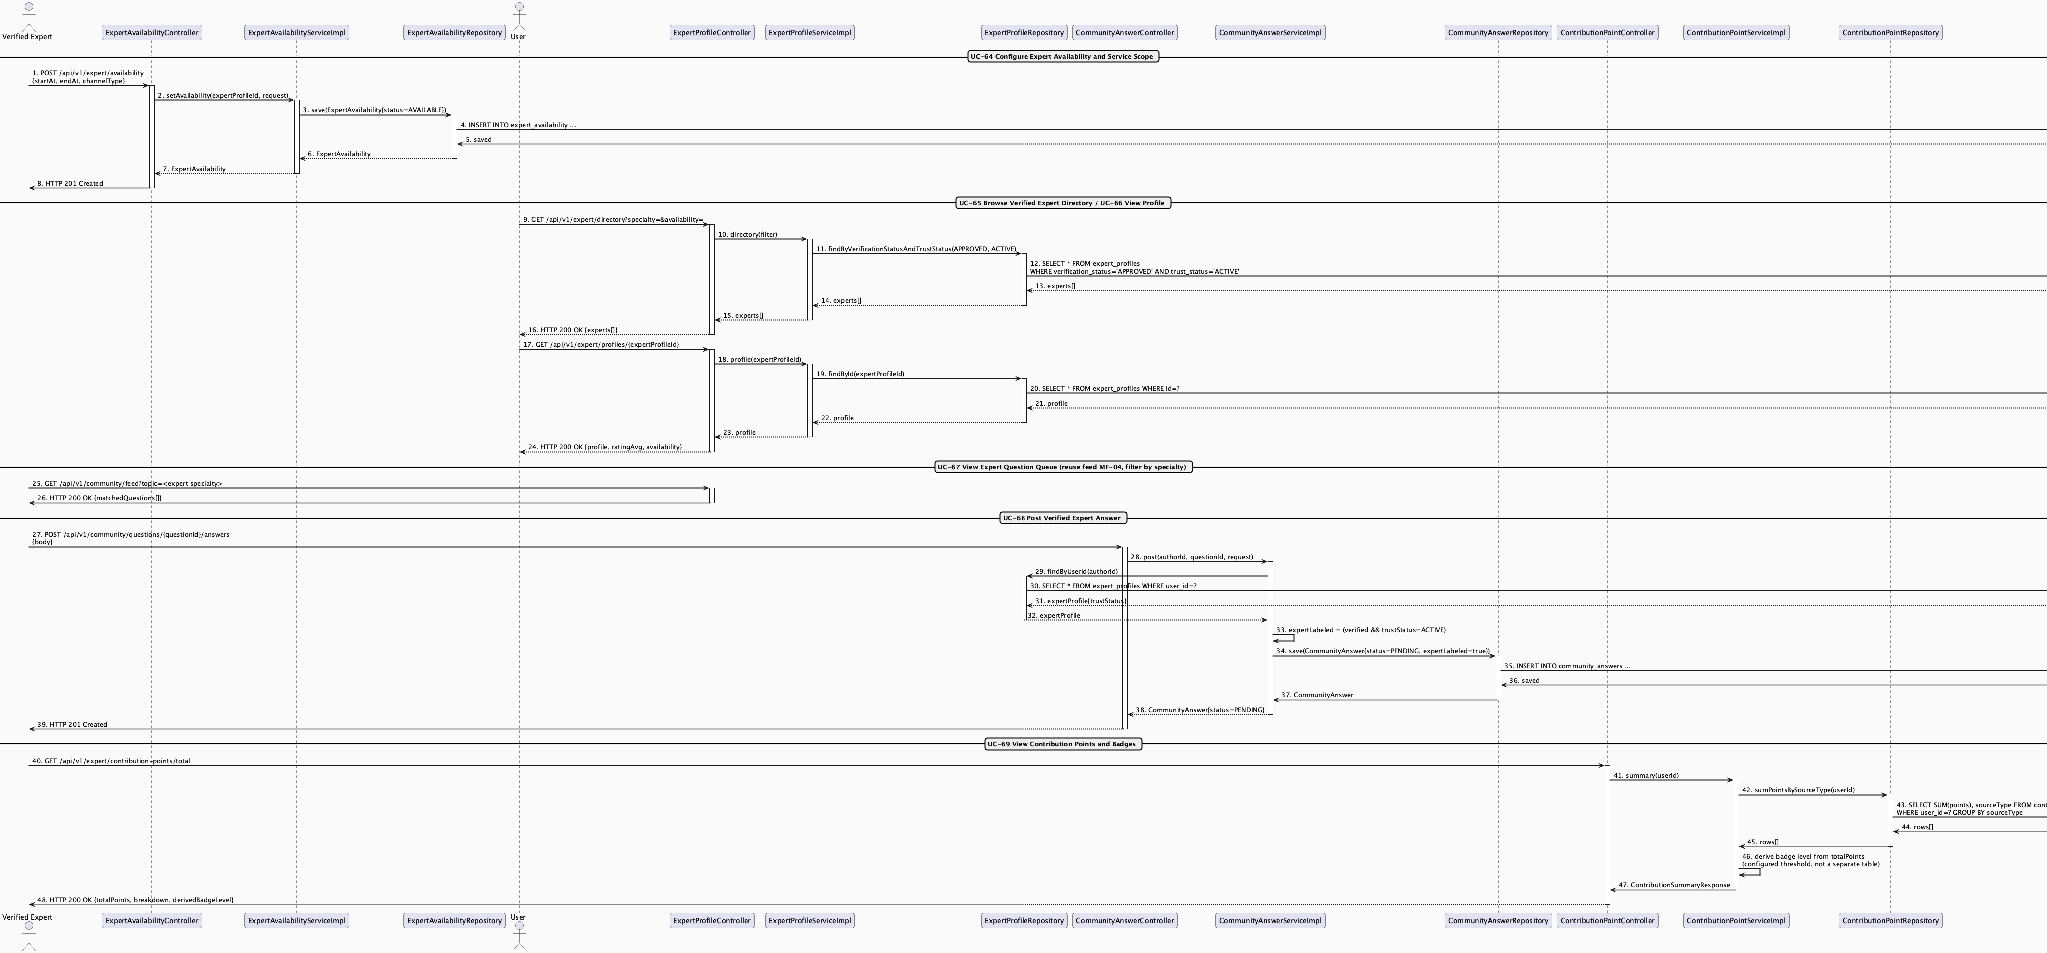 Verified Expert
ExpertAvailabilityController
ExpertAvailabilityServiceImpl
ExpertAvailabilityRepository
User
ExpertProfileController
ExpertProfileServiceImpl
ExpertProfileRepository
CommunityAnswerController
CommunityAnswerServiceImpl
CommunityAnswerRepository
ContributionPointController
ContributionPointServiceImpl
ContributionPointRepository
UC-64 Configure Expert Availability and Service Scope
1. POST /api/v1/expert/availability
{startAt, endAt, channelType}
2. setAvailability(expertProfileId, request)
3. save(ExpertAvailability{status=AVAILABLE})
4. INSERT INTO expert_availability ...
5. saved
6. ExpertAvailability
7. ExpertAvailability
8. HTTP 201 Created
UC-65 Browse Verified Expert Directory / UC-66 View Profile
9. GET /api/v1/expert/directory?specialty=&availability=
10. directory(filter)
11. findByVerificationStatusAndTrustStatus(APPROVED, ACTIVE)
12. SELECT * FROM expert_profiles
WHERE verification_status='APPROVED' AND trust_status='ACTIVE'
13. experts[]
14. experts[]
15. experts[]
16. HTTP 200 OK {experts[]}
17. GET /api/v1/expert/profiles/{expertProfileId}
18. profile(expertProfileId)
19. findById(expertProfileId)
20. SELECT * FROM expert_profiles WHERE id=?
21. profile
22. profile
23. profile
24. HTTP 200 OK {profile, ratingAvg, availability}
UC-67 View Expert Question Queue (reuse feed MF-04, filter by specialty)
25. GET /api/v1/community/feed?topic=<expert specialty>
26. HTTP 200 OK {matchedQuestions[]}
UC-68 Post Verified Expert Answer
27. POST /api/v1/community/questions/{questionId}/answers
{body}
28. post(authorId, questionId, request)
29. findByUserId(authorId)
30. SELECT * FROM expert_profiles WHERE user_id=?
31. expertProfile{trustStatus}
32. expertProfile
33. expertLabeled = (verified && trustStatus=ACTIVE)
34. save(CommunityAnswer{status=PENDING, expertLabeled=true})
35. INSERT INTO community_answers ...
36. saved
37. CommunityAnswer
38. CommunityAnswer{status=PENDING}
39. HTTP 201 Created
UC-69 View Contribution Points and Badges
40. GET /api/v1/expert/contribution-points/total
41. summary(userId)
42. sumPointsBySourceType(userId)
43. SELECT SUM(points), sourceType FROM cont
WHERE user_id=? GROUP BY sourceType
44. rows[]
45. rows[]
46. derive badge level from totalPoints
(configured threshold, not a separate table)
47. ContributionSummaryResponse
48. HTTP 200 OK {totalPoints, breakdown, derivedBadgeLevel}
Verified Expert
ExpertAvailabilityController
ExpertAvailabilityServiceImpl
ExpertAvailabilityRepository
User
ExpertProfileController
ExpertProfileServiceImpl
ExpertProfileRepository
CommunityAnswerController
CommunityAnswerServiceImpl
CommunityAnswerRepository
ContributionPointController
ContributionPointServiceImpl
ContributionPointRepository